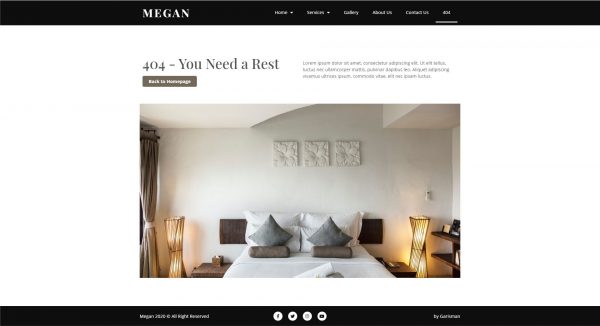 MEGAN
Home Services Gallery About Us Contact Us 404
404 - You Need a Rest
Back to Homepage
Lorem ipsum dolor sit amet, consectetur adipiscing elit. Ut elit tellus,
luctus nec ullamcorper mattis, pulvinar dapibus leo. Aliquet adipiscing
vivamus ultrices ipsum, commodo vitae, elit nec ipsam luctus.
Megan 2020 © All Right Reserved
by Garisman